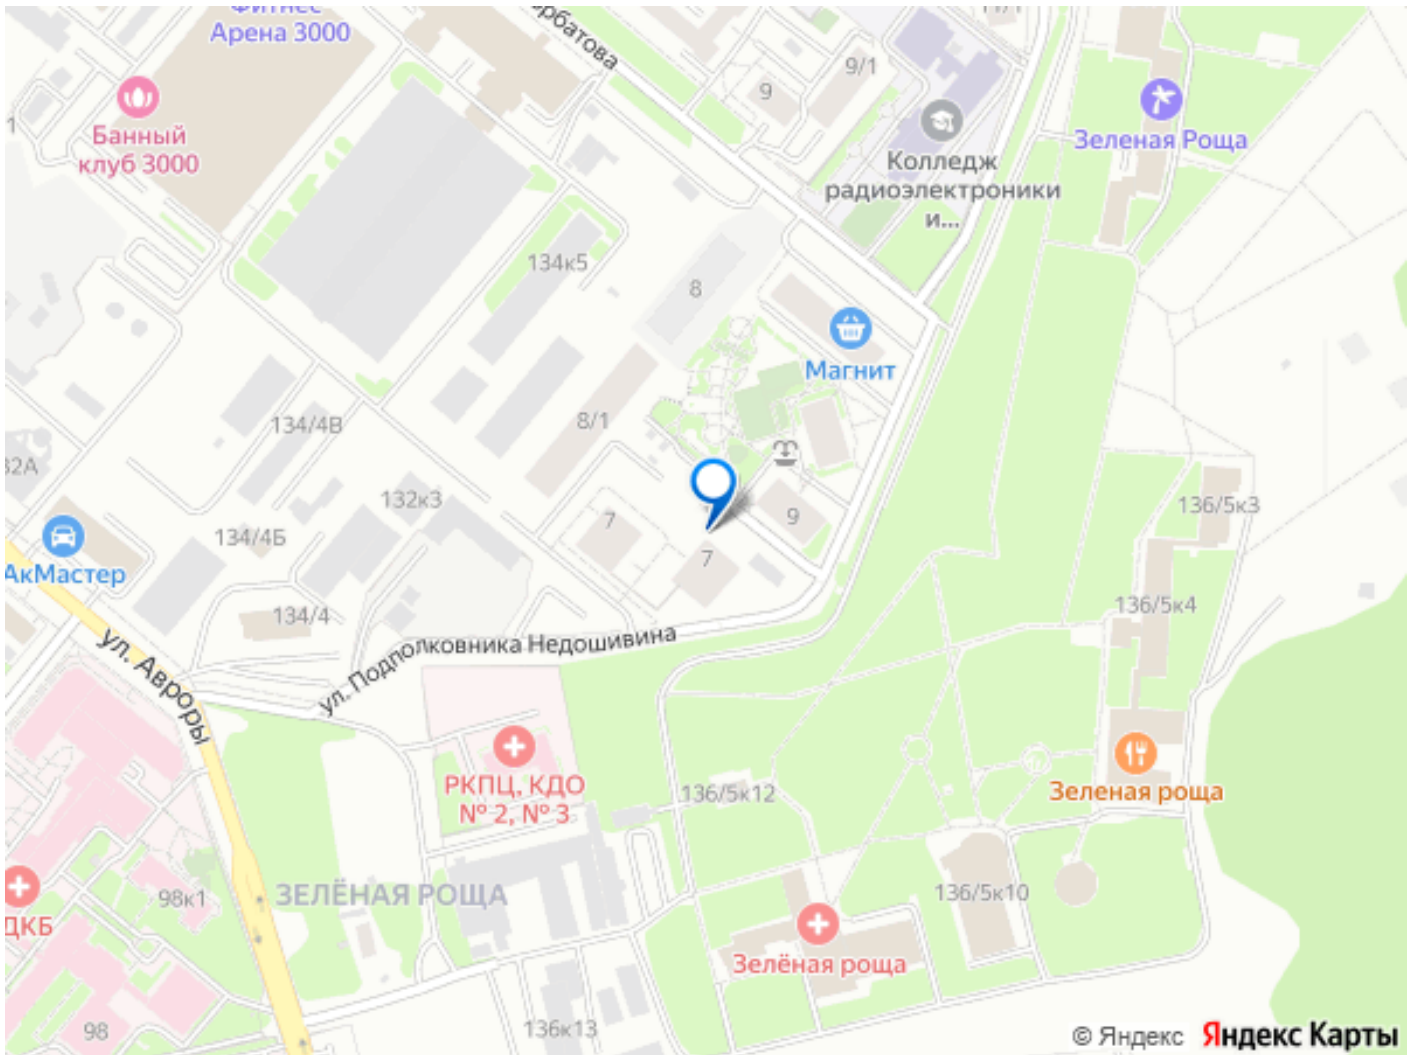 Арена 3000
рбатова
9/1
9
Банный
клуб 3000
Зеленая Роща
Колледж
радиоэлектроники
и...
134к5
8
Магнит
134/4В
8/1
32А
132к3
136/5к3
134/4Б
7
9
7
АкМастер
134/4
136/5к4
ул. Подполковника Недошивина
ул. Авроры
РКПЦ, КДО
№ 2, № 3
136/5к12
Зеленая роща
98к1
ЗЕЛЁНАЯ РОЩА
136/5к10
ДКБ
Зелёная роща
98
136к13
© Яндекс Яндекс Карты